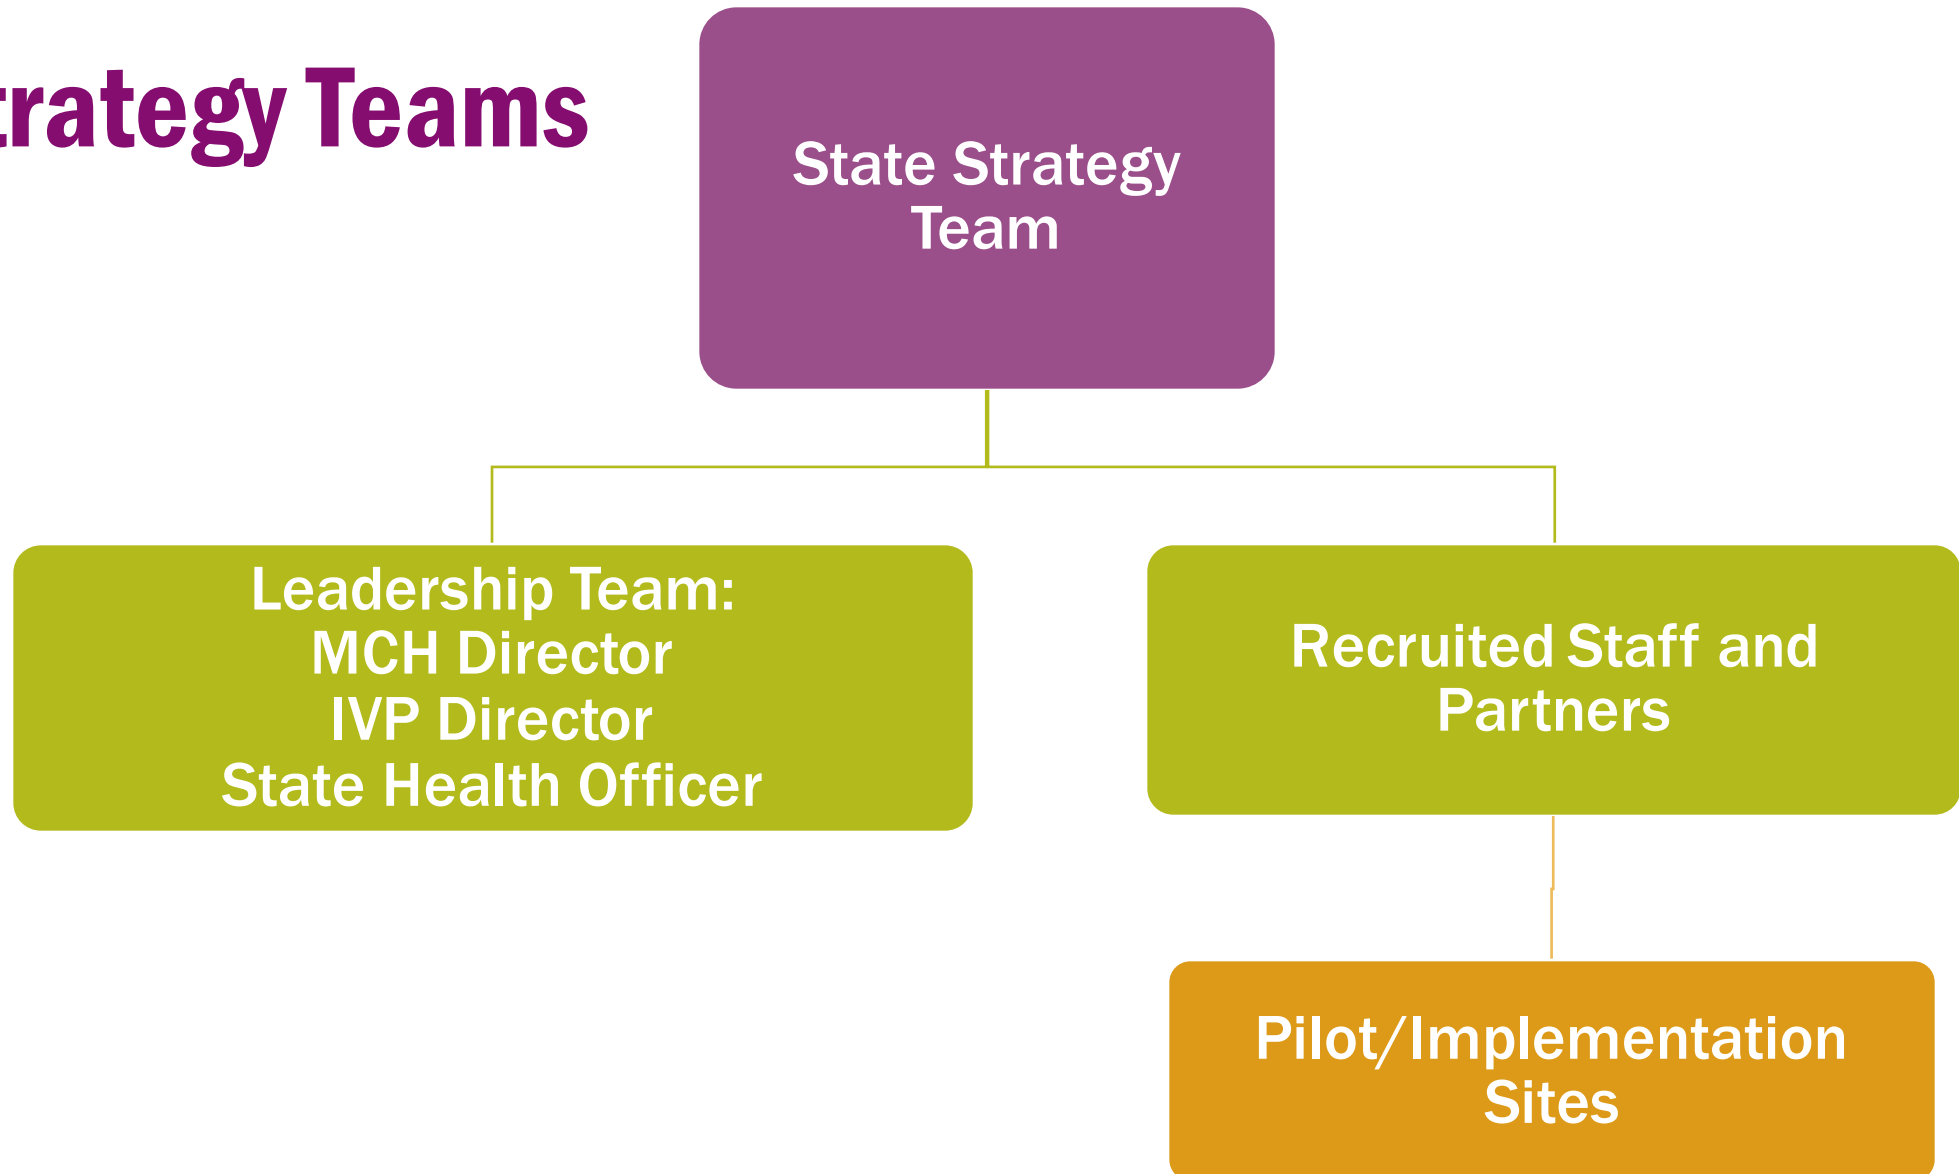 trategy Teams
State Strategy
Team
Leadership Team:
MCH Director
IVP Director
State Health Officer
Recruited Staff and
Partners
Pilot/Implementation
Sites